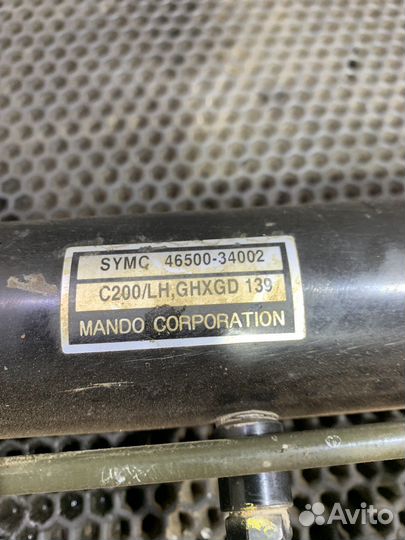 SYMC 46500-34002
C200/LH,GHXGD 139
MANDO CORPORATION
Avito